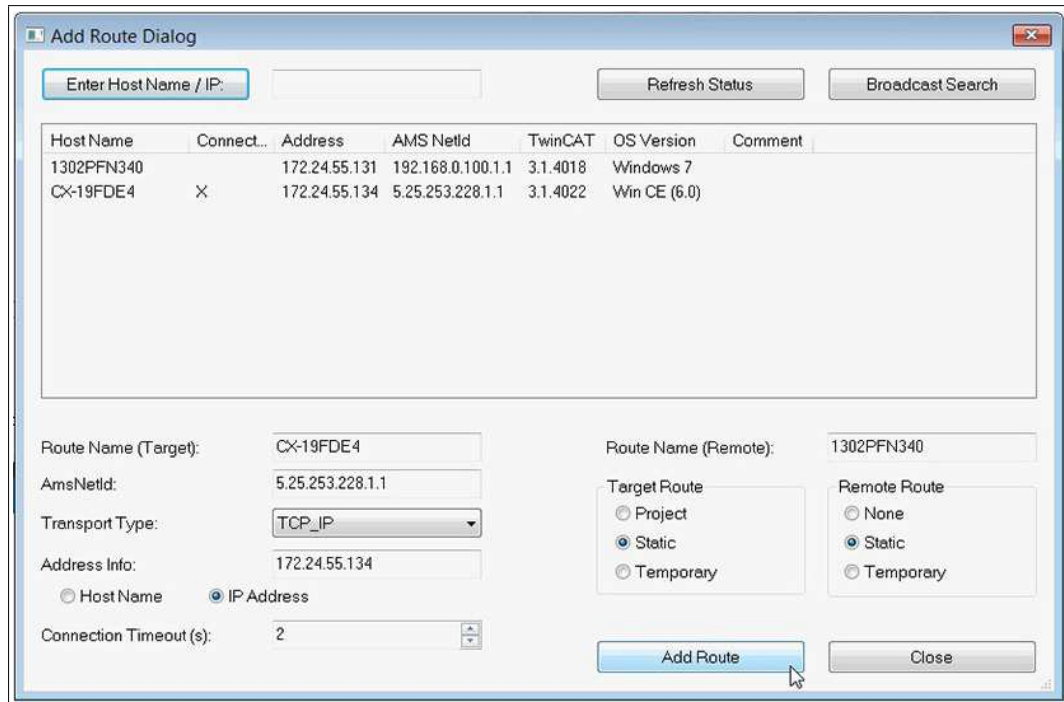 Add Route Dialog
Enter Host Name / IP: Refresh Status Broadcast Search
Host Name Connect... Address AMS NetId TwinCAT OS Version Comment
1302PFN340 172.24.55.131 192.168.0.100.1.1 3.1.4018 Windows 7
CX-19FDE4 X 172.24.55.134 5.25.253.228.1.1 3.1.4022 Win CE (6.0)
Route Name (Target): CX-19FDE4 Route Name (Remote): 1302PFN340
AmsNetId: 5.25.253.228.1.1 Target Route Remote Route
Transport Type: TCP_IP Project None
Address Info: 172.24.55.134 Static Static
Host Name IP Address Temporary Temporary
Connection Timeout (s): 2
Add Route Close